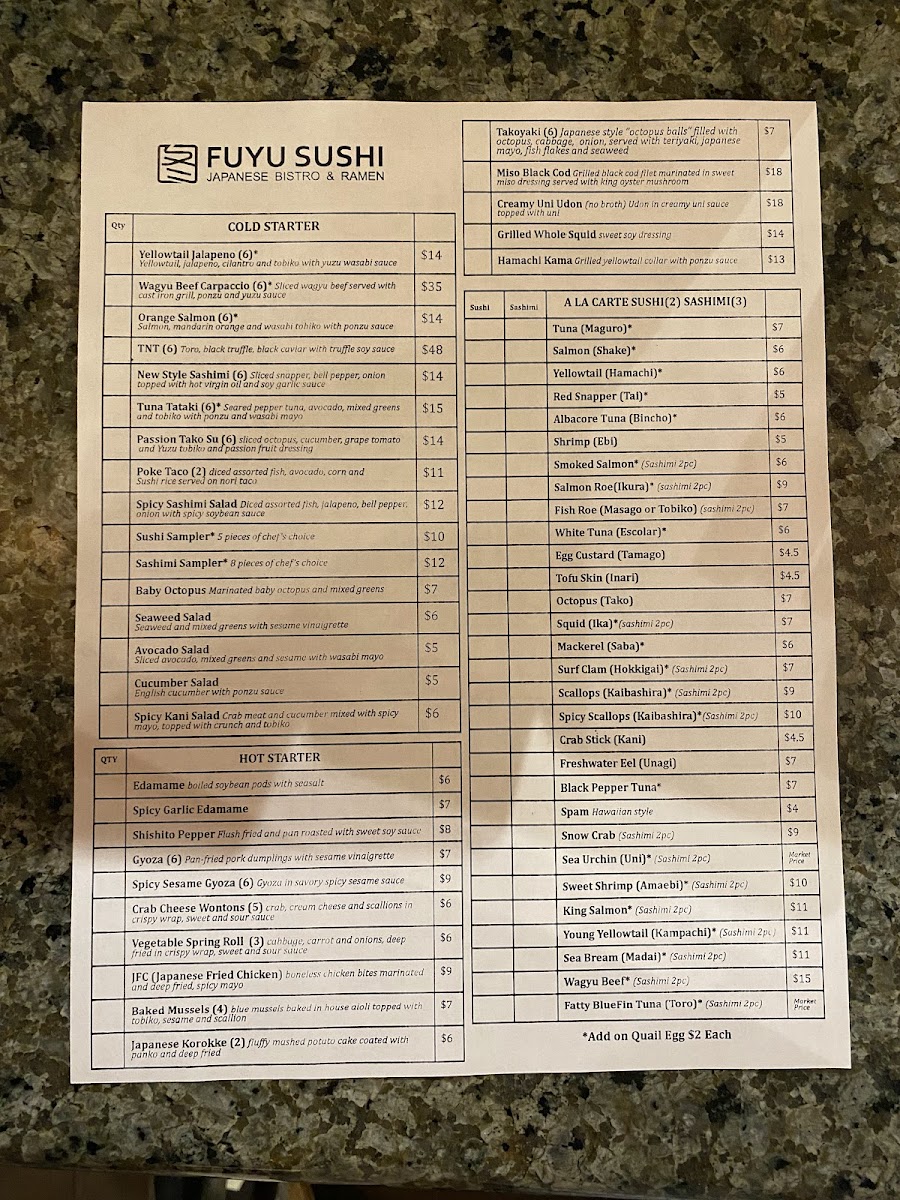 FUYU SUSHI
JAPANESE BISTRO & RAMEN
Qty COLD STARTER
Yellowtail Jalapeno (6)* $14
Yellowtail, jalapeno, cilantro and tobiko with yuzu wasabi sauce
Wagyu Beef Carpaccio (6)* Sliced wagyu beef served with $35
cast iron grill, ponzu and yuzu sauce
Orange Salmon (6)* $14
Salmon, mandarin orange and wasabi tobiko with ponzu sauce
TNT (6) Toro, black truffle, black caviar with truffle soy sauce $48
New Style Sashimi (6) Sliced snapper, bell pepper, onion $14
topped with hot virgin oil and soy garlic sauce
Tuna Tataki (6)* Seared pepper tuna, avocado, mixed greens $15
and tobiko with ponzu and wasabi mayo
Passion Tako Su (6) sliced octopus, cucumber, grape tomato $14
and Yuzu tobiko and passion fruit dressing
Poke Taco (2) diced assorted fish, avocado, corn and $11
Sushi rice served on nori taco
Spicy Sashimi Salad Diced assorted fish, jalapeno, bell pepper, $12
onion with spicy soybean sauce
Sushi Sampler* 5 pieces of chef's choice $10
Sashimi Sampler* 8 pieces of chef's choice $12
Baby Octopus Marinated baby octopus and mixed greens $7
Seaweed Salad $6
Seaweed and mixed greens with sesame vinaigrette
Avocado Salad $5
Sliced avocado, mixed greens and sesame with wasabi mayo
Cucumber Salad $5
English cucumber with ponzu sauce
Spicy Kani Salad Crab meat and cucumber mixed with spicy $6
mayo, topped with crunch and tobiko
QTY HOT STARTER
Edamame boiled soybean pods with seasalt $6
Spicy Garlic Edamame $7
Shishito Pepper Flash fried and pan roasted with sweet soy sauce $8
Gyoza (6) Pan-fried pork dumplings with sesame vinaigrette $7
Spicy Sesame Gyoza (6) Gyoza in savory spicy sesame sauce $9
Crab Cheese Wontons (5) crab, cream cheese and scallions in $6
crispy wrap, sweet and sour sauce
Vegetable Spring Roll (3) cabbage, carrot and onions, deep $6
fried in crispy wrap, sweet and sour sauce
JFC (Japanese Fried Chicken) boneless chicken bites marinated $9
and deep fried, spicy mayo
Baked Mussels (4) blue mussels baked in house aioli topped with $7
tobiko, sesame and scallion
Japanese Korokke (2) fluffy mashed potato cake coated with $6
panko and deep fried
Takoyaki (6) Japanese style "octopus balls" filled with $7
octopus, cabbage, onion, served with teriyaki, japanese
mayo, fish flakes and seaweed
Miso Black Cod Grilled black cod filet marinated in sweet $18
miso dressing served with king oyster mushroom
Creamy Uni Udon (no broth) Udon in creamy uni sauce $18
topped with uni
Grilled Whole Squid sweet soy dressing $14
Hamachi Kama Grilled yellowtail collar with ponzu sauce $13
Sushi Sashimi A LA CARTE SUSHI(2) SASHIMI(3)
Tuna (Maguro)* $7
Salmon (Shake)* $6
Yellowtail (Hamachi)* $6
Red Snapper (Tai)* $5
Albacore Tuna (Bincho)* $6
Shrimp (Ebi) $5
Smoked Salmon* (Sashimi 2pc) $6
Salmon Roe(Ikura)* (sashimi 2pc) $9
Fish Roe (Masago or Tobiko) (sashimi 2pc) $7
White Tuna (Escolar)* $6
Egg Custard (Tamago) $4.5
Tofu Skin (Inari) $4.5
Octopus (Tako) $7
Squid (Ika)*(sashimi 2pc) $7
Mackerel (Saba)* $6
Surf Clam (Hokkigai)* (Sashimi 2pc) $7
Scallops (Kaibashira)* (Sashimi 2pc) $9
Spicy Scallops (Kaibashira)*(Sashimi 2pc) $10
Crab Stick (Kani) $4.5
Freshwater Eel (Unagi) $7
Black Pepper Tuna* $7
Spam Hawaiian style $4
Snow Crab (Sashimi 2pc) $9
Sea Urchin (Uni)* (Sashimi 2pc) Market Price
Sweet Shrimp (Amaebi)* (Sashimi 2pc) $10
King Salmon* (Sashimi 2pc) $11
Young Yellowtail (Kampachi)* (Sashimi 2pc) $11
Sea Bream (Madai)* (Sashimi 2pc) $11
Wagyu Beef* (Sashimi 2pc) $15
Fatty BlueFin Tuna (Toro)* (Sashimi 2pc) Market Price
*Add on Quail Egg $2 Each